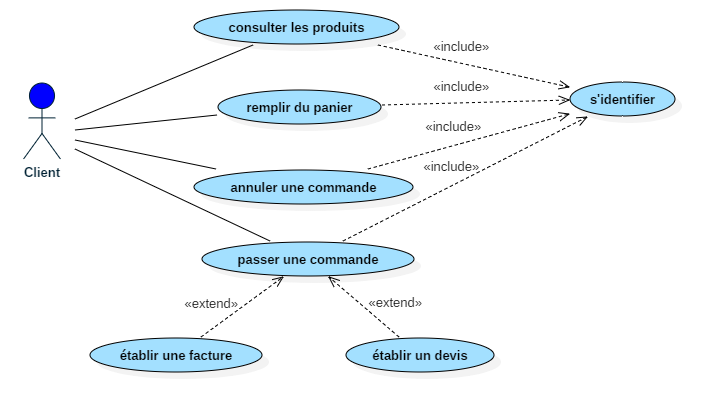 consulter les produits
«include»
«include»
remplir du panier
s'identifier
«include»
Client
«include»
annuler une commande
passer une commande
«extend»
«extend»
établir une facture
établir un devis